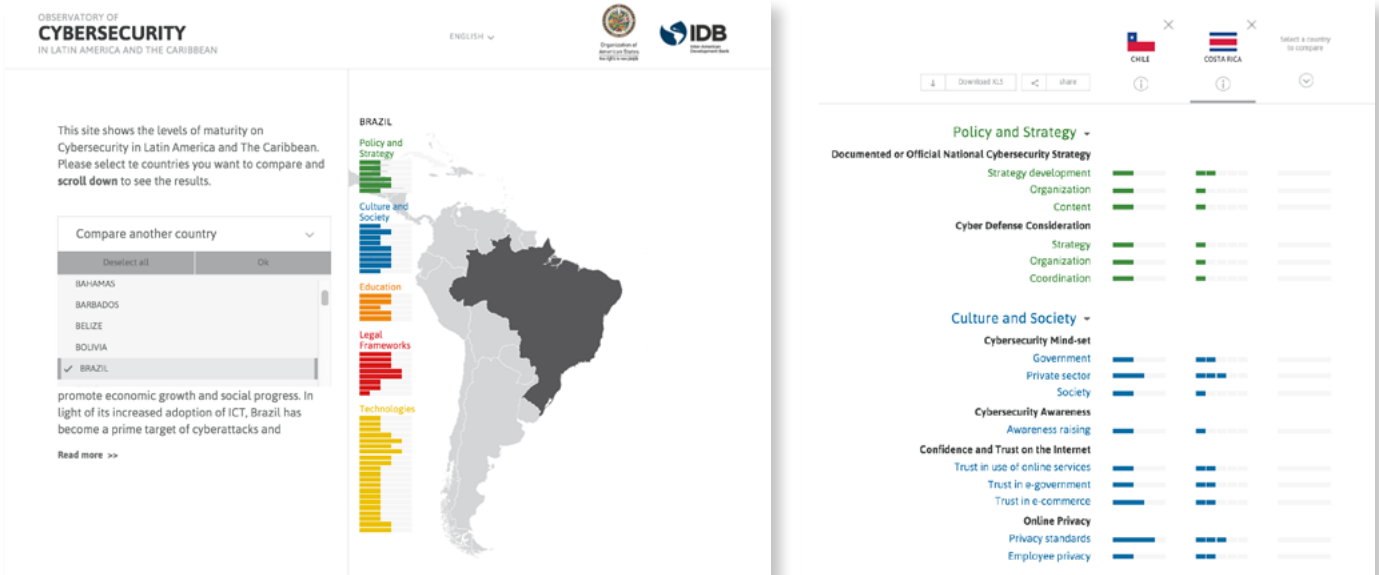 OBSERVATORY OF
CYBERSECURITY
IN LATIN AMERICA AND THE CARIBBEAN
ENGLISH
Organization of
American States
IDB
Inter-American
Development Bank
This site shows the levels of maturity on
Cybersecurity in Latin America and The Caribbean.
Please select te countries you want to compare and
scroll down to see the results.
Compare another country
Deselect all
Ok
BAHAMAS
BARBADOS
BELIZE
BOLIVIA
BRAZIL
promote economic growth and social progress. In
light of its increased adoption of ICT, Brazil has
become a prime target of cyberattacks and
Read more >>
BRAZIL
Policy and
Strategy
Culture and
Society
Education
Legal
Frameworks
Technologies
CHILE
COSTA RICA
Select a country
to compare
Download XLS
share
Policy and Strategy
Documented or Official National Cybersecurity Strategy
Strategy development
Organization
Content
Cyber Defense Consideration
Strategy
Organization
Coordination
Culture and Society
Cybersecurity Mind-set
Government
Private sector
Society
Cybersecurity Awareness
Awareness raising
Confidence and Trust on the Internet
Trust in use of online services
Trust in e-government
Trust in e-commerce
Online Privacy
Privacy standards
Employee privacy